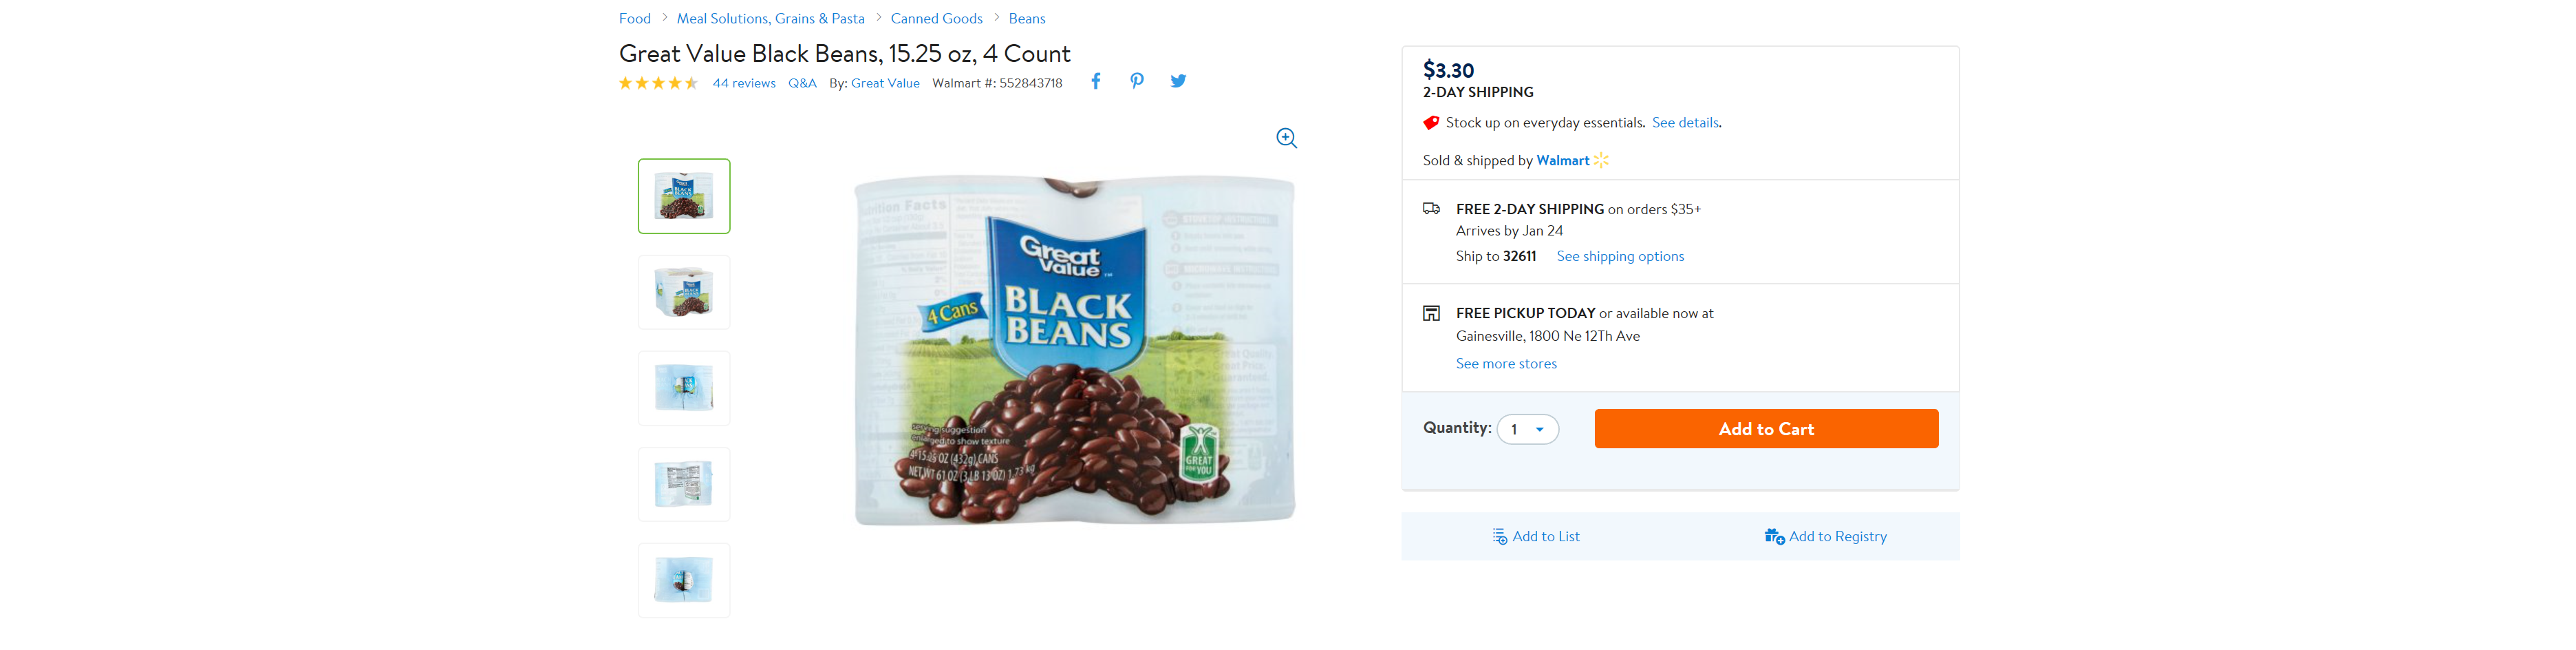 Food > Meal Solutions, Grains & Pasta > Canned Goods > Beans
Great Value Black Beans, 15.25 oz, 4 Count
44 reviews Q&A By: Great Value Walmart #: 552843718
Nutrition Facts
Great Value™
4 Cans
BLACK
BEANS
serving suggestion
enlarged to show texture
4-15.25 OZ (432g) CANS
NET WT 61 OZ (3 LB 13 OZ) 1.73 kg
GREAT
FOR YOU
Great Quality.
Great Price.
Guaranteed.
$3.30
2-DAY SHIPPING
Stock up on everyday essentials. See details.
Sold & shipped by Walmart
FREE 2-DAY SHIPPING on orders $35+
Arrives by Jan 24
Ship to 32611 See shipping options
FREE PICKUP TODAY or available now at
Gainesville, 1800 Ne 12Th Ave
See more stores
Quantity: 1 Add to Cart
Add to List Add to Registry